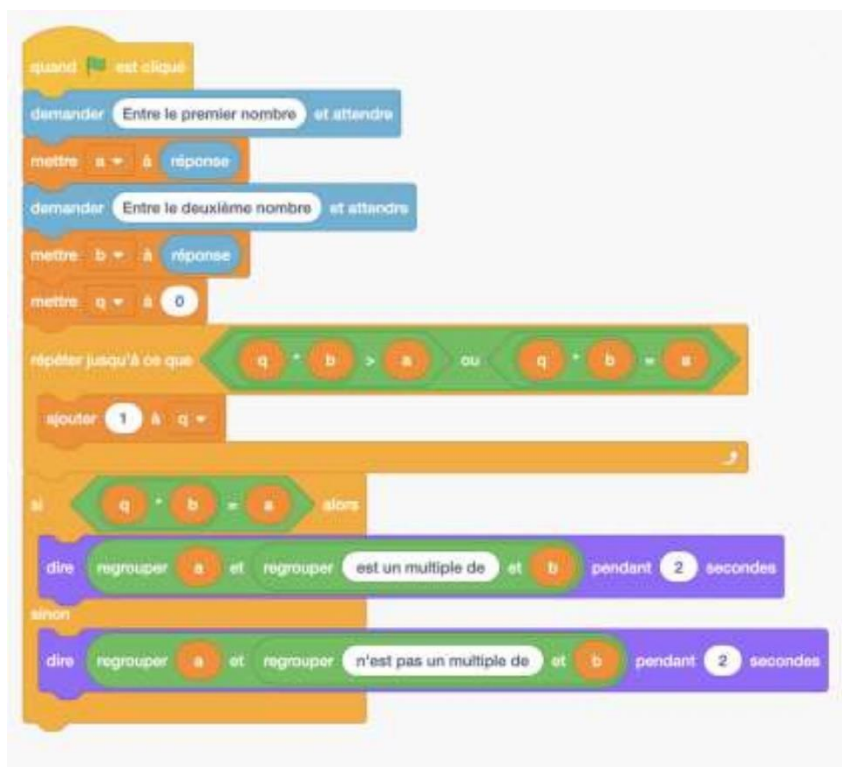 quand est cliqué
demander Entre le premier nombre et attendre
mettre a à réponse
demander Entre le deuxième nombre et attendre
mettre b à réponse
mettre q à 0
répéter jusqu'à ce que q * b > a ou q * b = a
ajouter 1 à q
si q * b = a alors
dire regrouper a et regrouper est un multiple de et b pendant 2 secondes
sinon
dire regrouper a et regrouper n'est pas un multiple de et b pendant 2 secondes